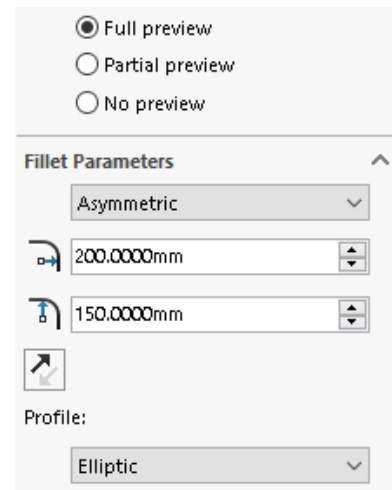 Full preview
Partial preview
No preview
Fillet Parameters
Asymmetric
200.0000mm
150.0000mm
Profile:
Elliptic